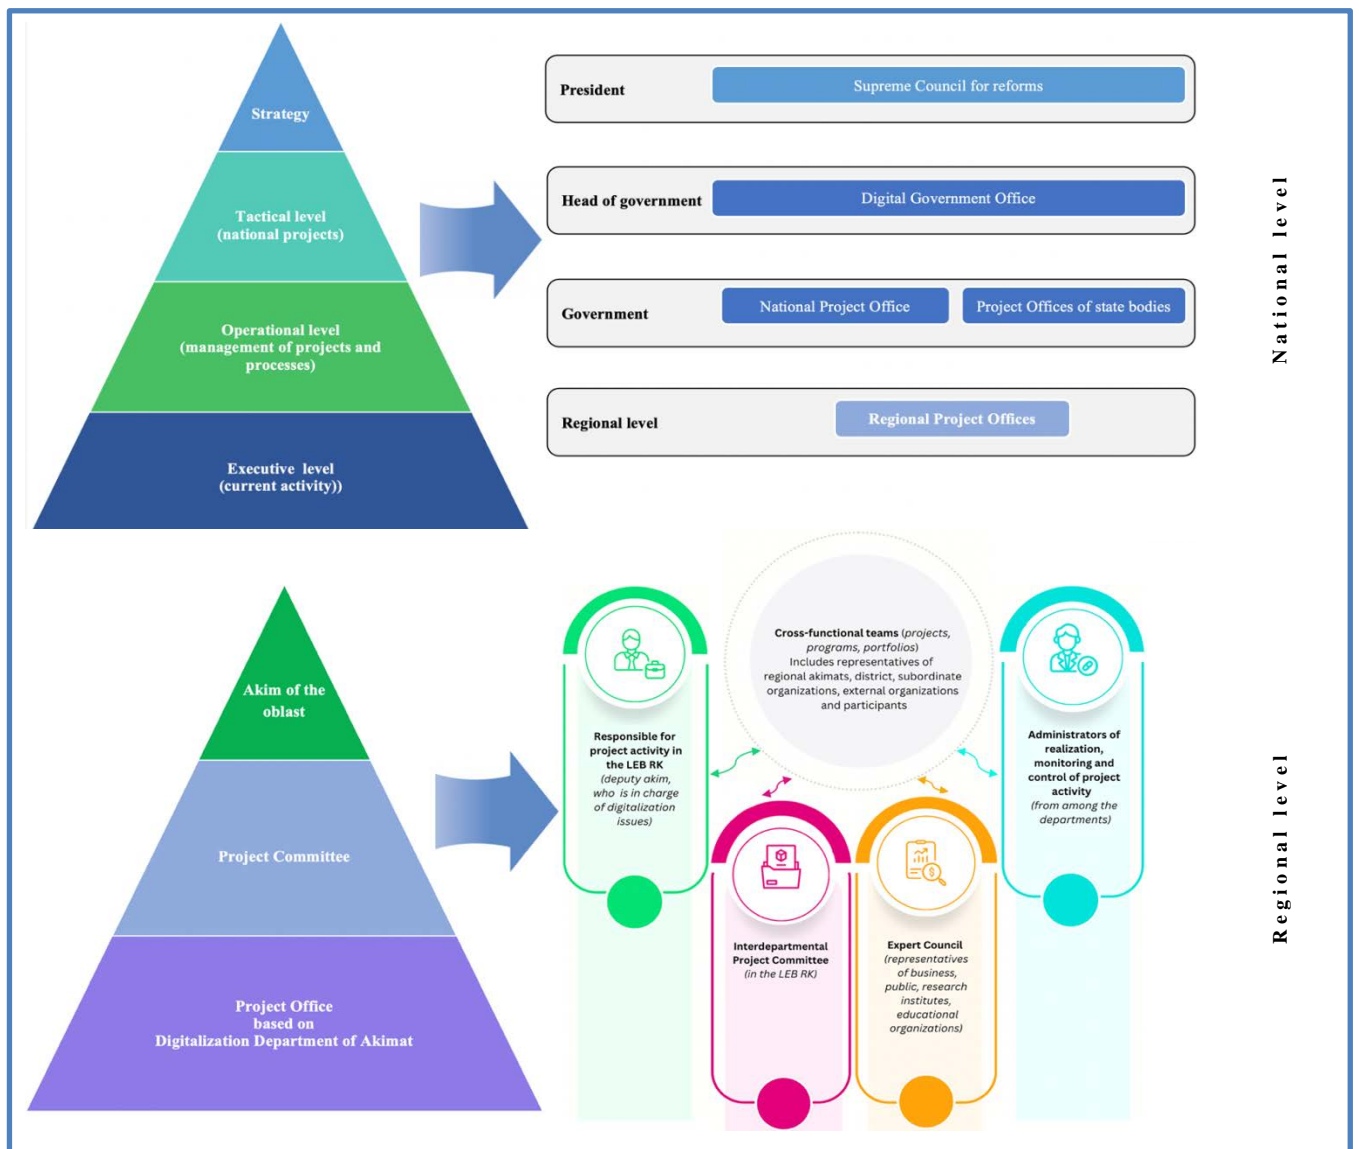 Strategy
Tactical level
(national projects)
Operational level
(management of projects and
processes)
Executive level
(current activity))
President
Supreme Council for reforms
Head of government
Digital Government Office
Government
National Project Office
Project Offices of state bodies
Regional level
Regional Project Offices
National level
Akim of the
oblast
Project Committee
Project Office
based on
Digitalization Department of Akimat
Responsible for
project activity in
the LEB RK
(deputy akim,
who is in charge
of digitalization
issues)
Cross-functional teams (projects,
programs, portfolios)
Includes representatives of
regional akimats, district, subordinate
organizations, external organizations
and participants
Administrators of
realization,
monitoring and
control of project
activity
(from among the
departments)
Interdepartmental
Project Committee
(in the LEB RK)
Expert Council
(representatives
of business,
public, research
institutes,
educational
organizations)
Regional level